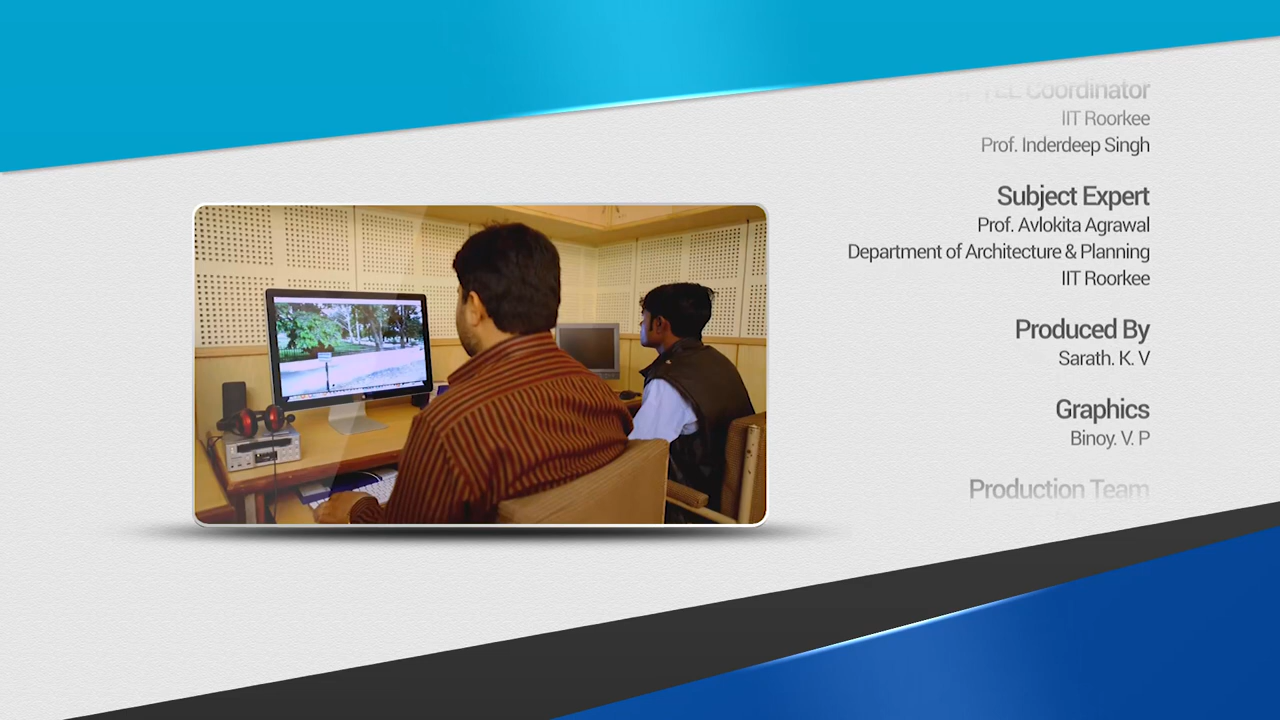 Coordinator
IIT Roorkee
Prof. Inderdeep Singh
Subject Expert
Prof. Avlokita Agrawal
Department of Architecture & Planning
IIT Roorkee
Produced By
Sarath. K. V
Graphics
Binoy. V. P
Production Team